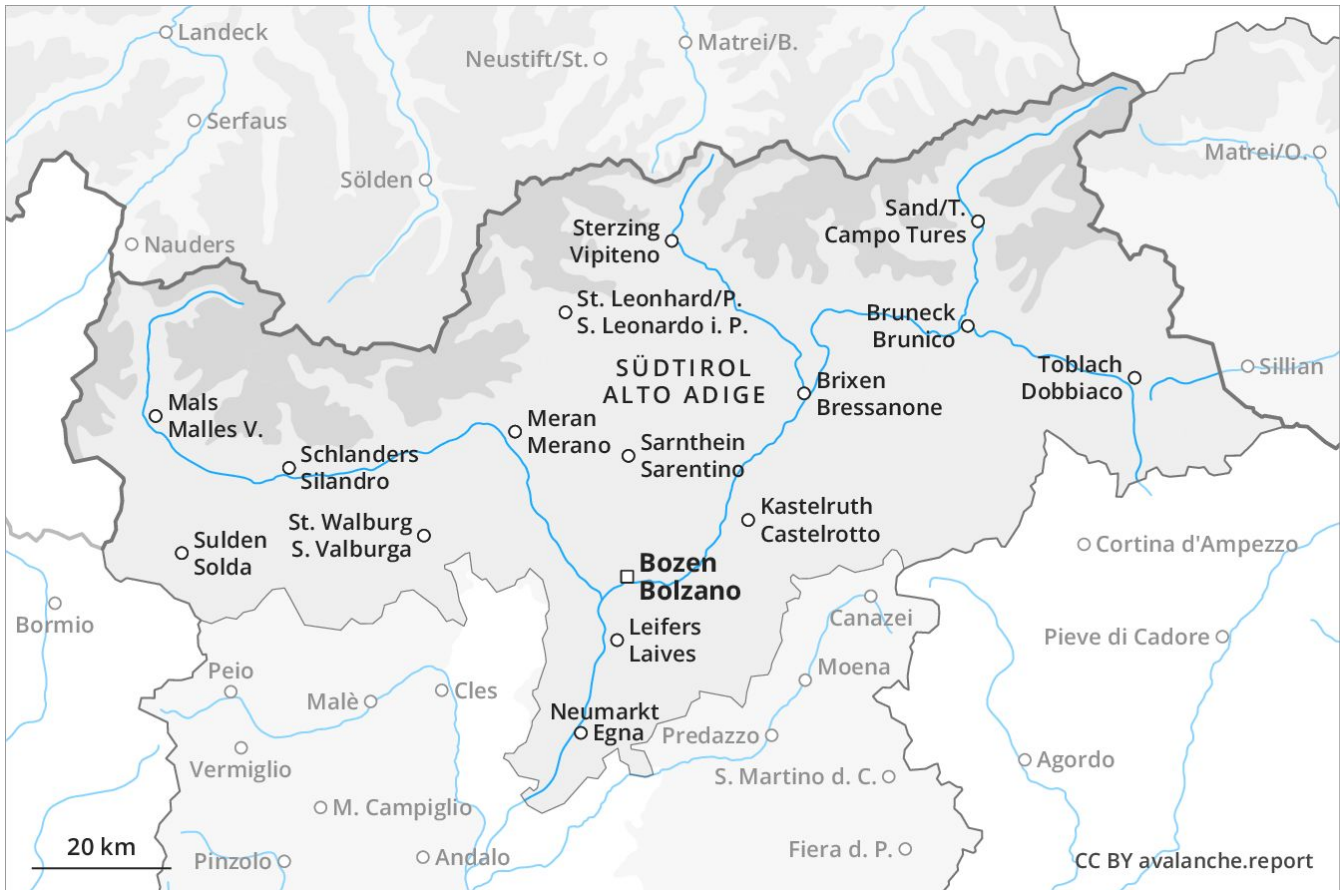 Landeck
Neustift/St.
Matrei/B.
Serfaus
Matrei/O.
Sölden
Nauders
Sterzing
Vipiteno
Sand/T.
Campo Tures
St. Leonhard/P.
S. Leonardo i. P.
Bruneck
Brunico
SÜDTIROL
ALTO ADIGE
Toblach
Dobbiaco
Sillian
Brixen
Bressanone
Mals
Malles V.
Meran
Merano
Sarnthein
Sarentino
Schlanders
Silandro
Kastelruth
Castelrotto
St. Walburg
S. Valburga
Sulden
Solda
Cortina d'Ampezzo
Bozen
Bolzano
Bormio
Canazei
Leifers
Laives
Pieve di Cadore
Peio
Moena
Malè
Cles
Neumarkt
Egna
Predazzo
Vermiglio
Agordo
S. Martino d. C.
M. Campiglio
20 km
Pinzolo
Andalo
Fiera d. P.
CC BY avalanche.report